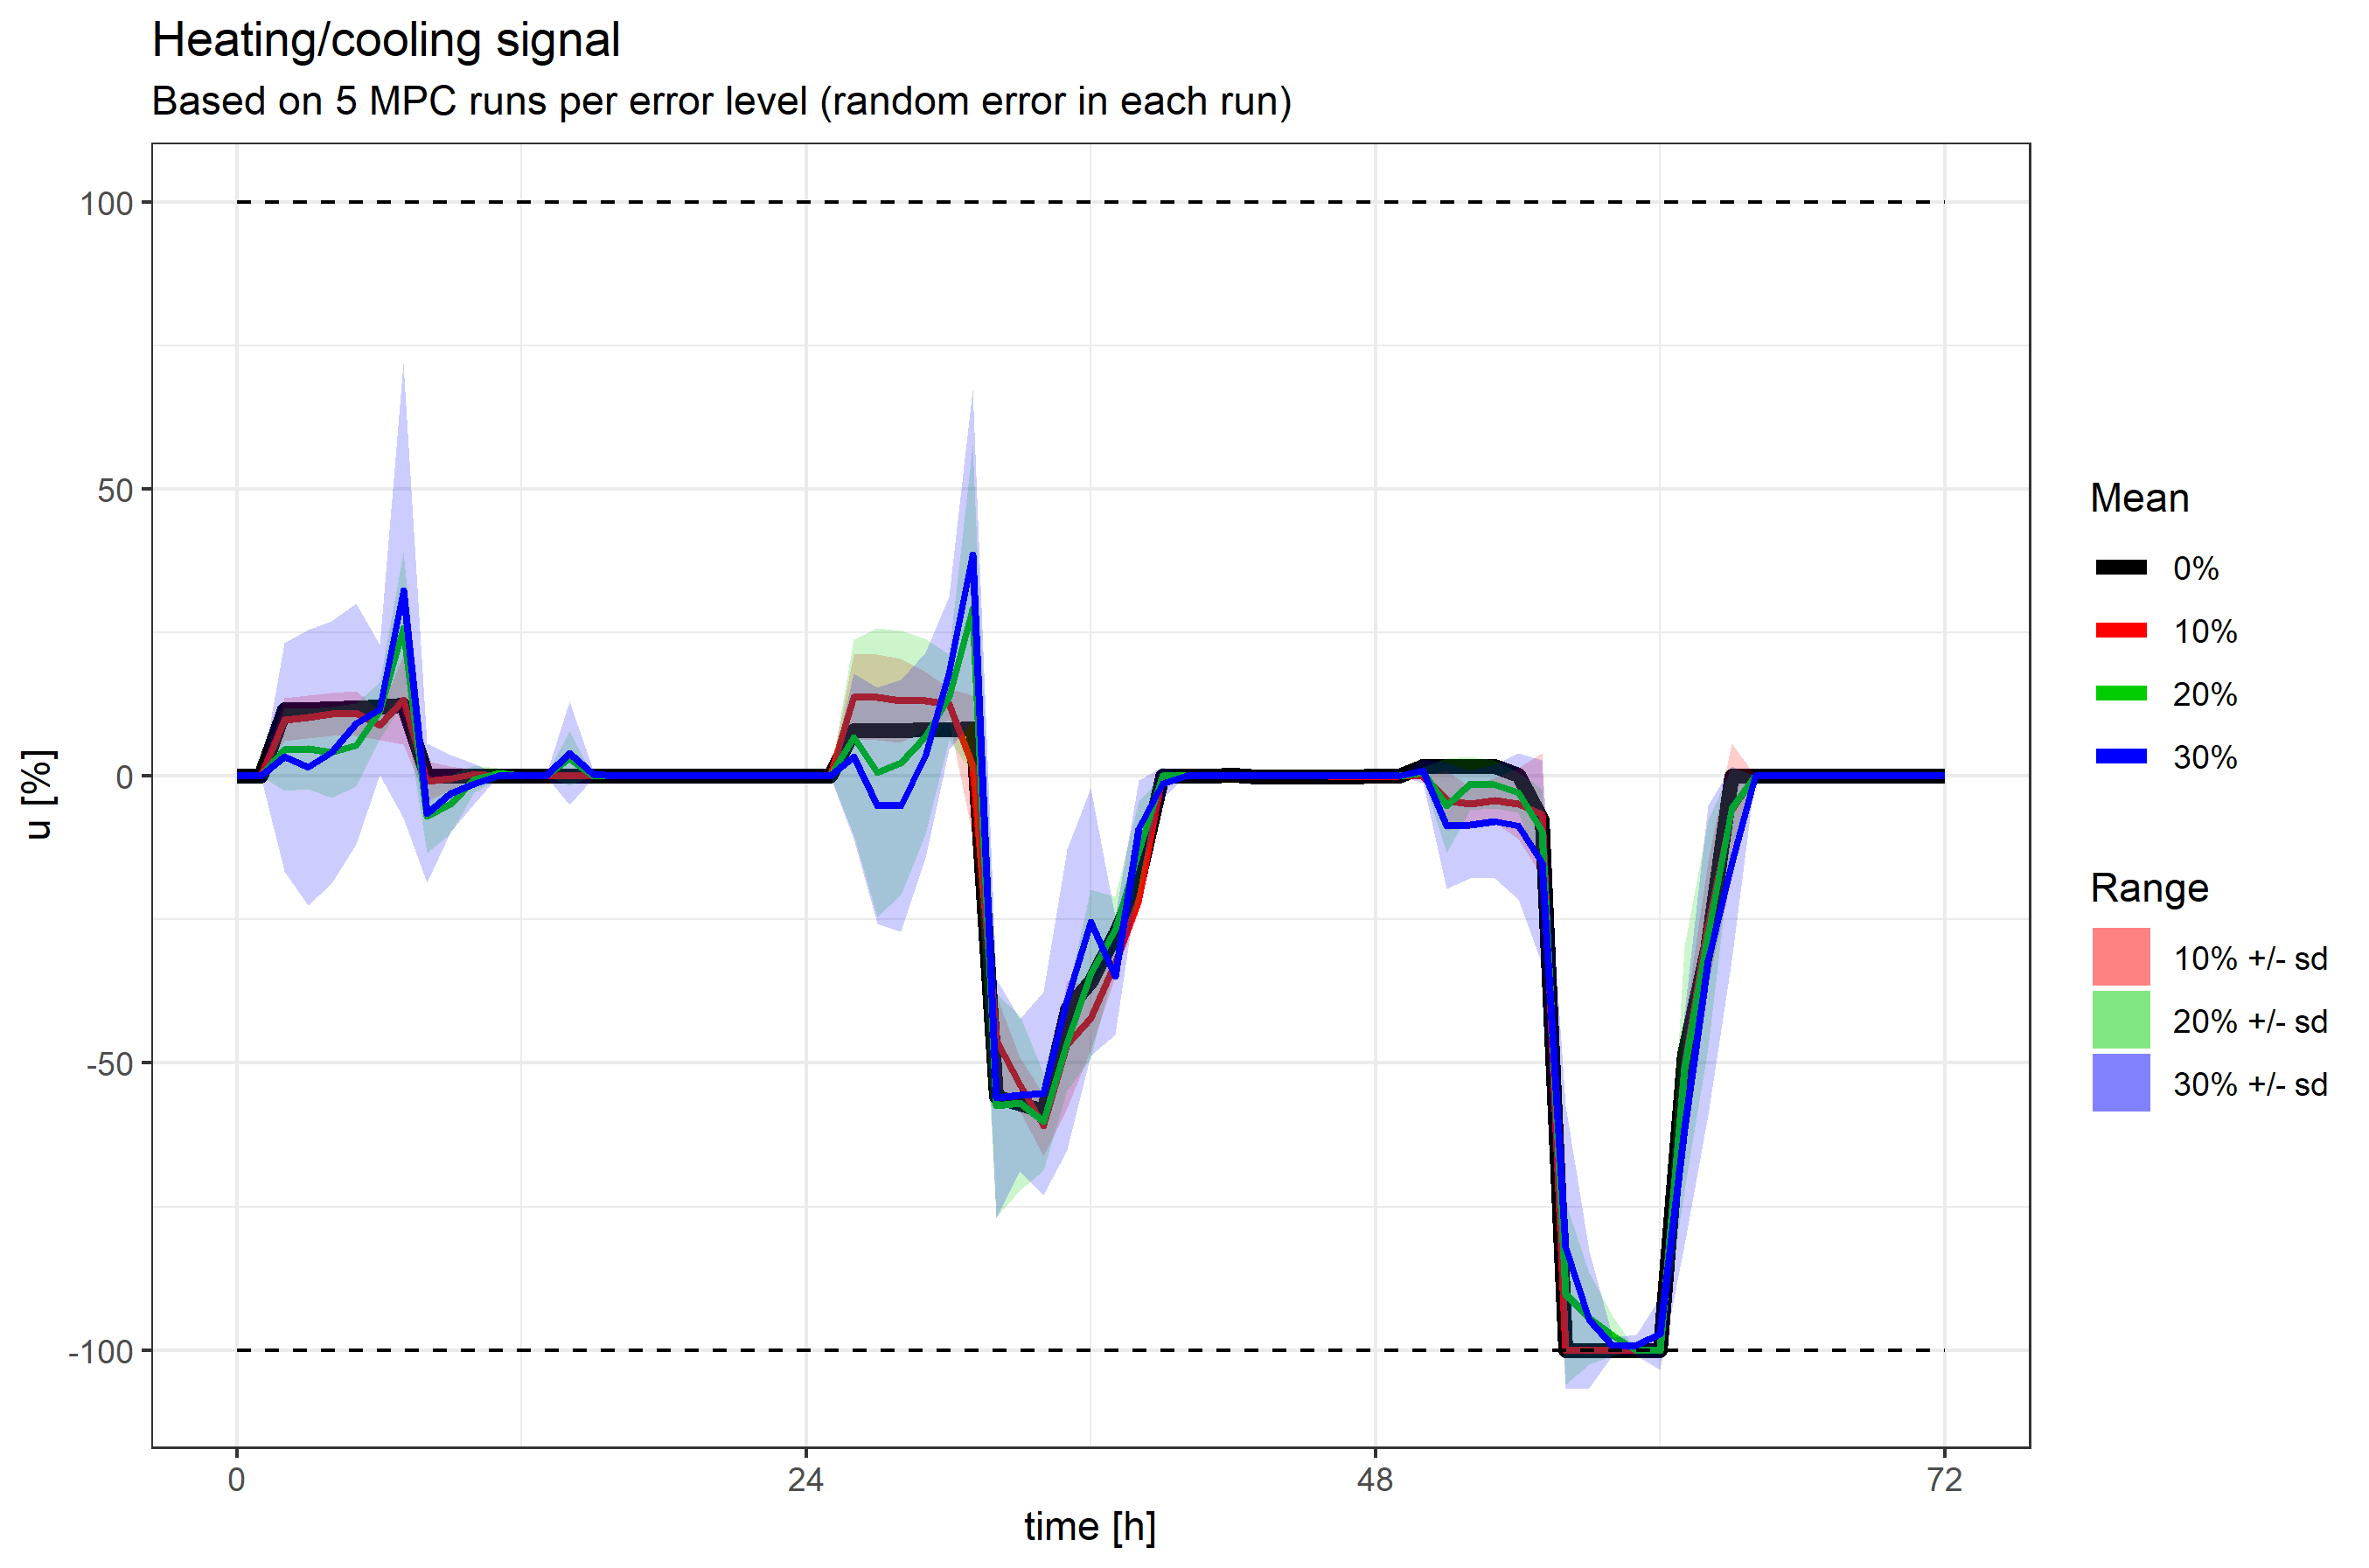 Heating/cooling signal
Based on 5 MPC runs per error level (random error in each run)
100
50
0
-50
-100
u [%]
0
24
48
72
time [h]
Mean
0%
10%
20%
30%
Range
10% +/- sd
20% +/- sd
30% +/- sd